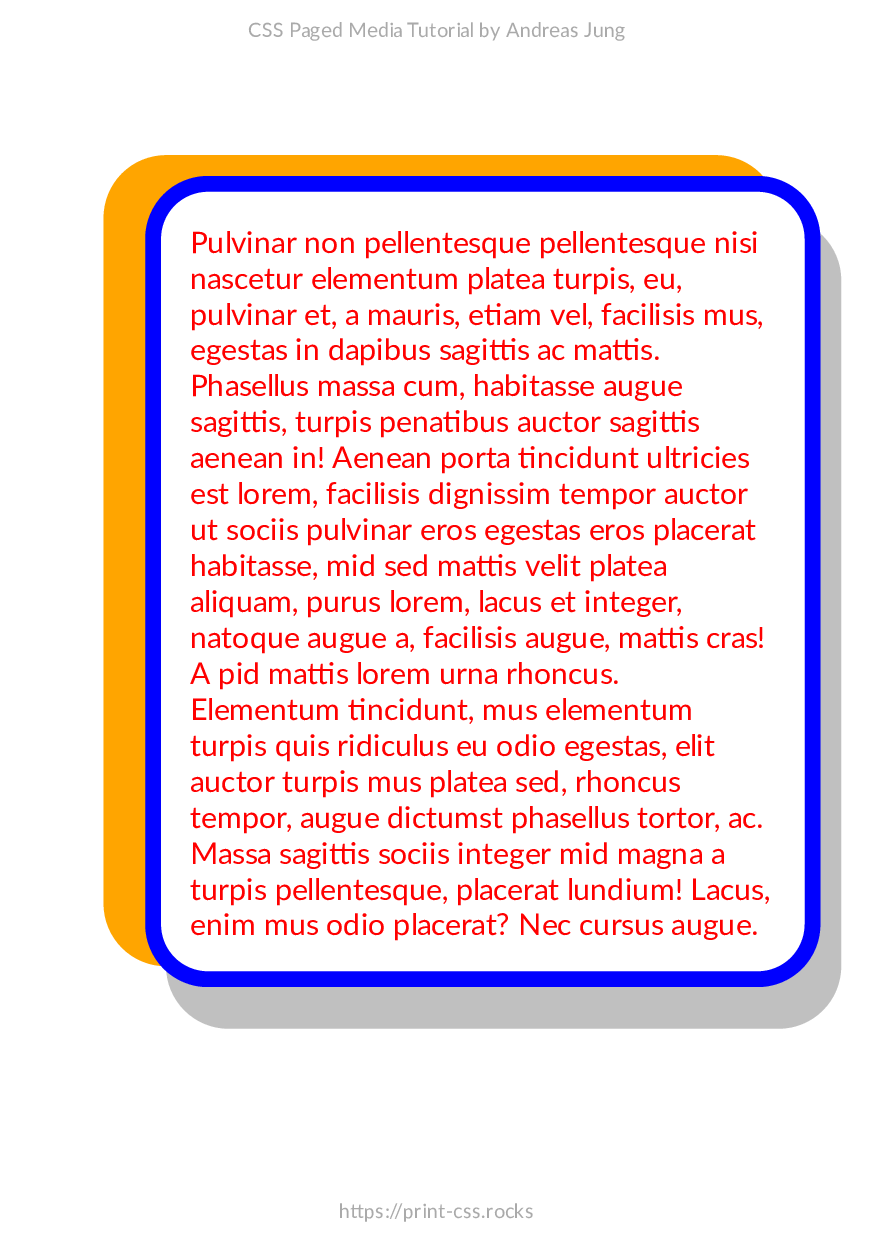 CSS Paged Media Tutorial by Andreas Jung
Pulvinar non pellentesque pellentesque nisi
nascetur elementum platea turpis, eu,
pulvinar et, a mauris, etiam vel, facilisis mus,
egestas in dapibus sagittis ac mattis.
Phasellus massa cum, habitasse augue
sagittis, turpis penatibus auctor sagittis
aenean in! Aenean porta tincidunt ultricies
est lorem, facilisis dignissim tempor auctor
ut sociis pulvinar eros egestas eros placerat
habitasse, mid sed mattis velit platea
aliquam, purus lorem, lacus et integer,
natoque augue a, facilisis augue, mattis cras!
A pid mattis lorem urna rhoncus.
Elementum tincidunt, mus elementum
turpis quis ridiculus eu odio egestas, elit
auctor turpis mus platea sed, rhoncus
tempor, augue dictumst phasellus tortor, ac.
Massa sagittis sociis integer mid magna a
turpis pellentesque, placerat lundium! Lacus,
enim mus odio placerat? Nec cursus augue.
https://print-css.rocks